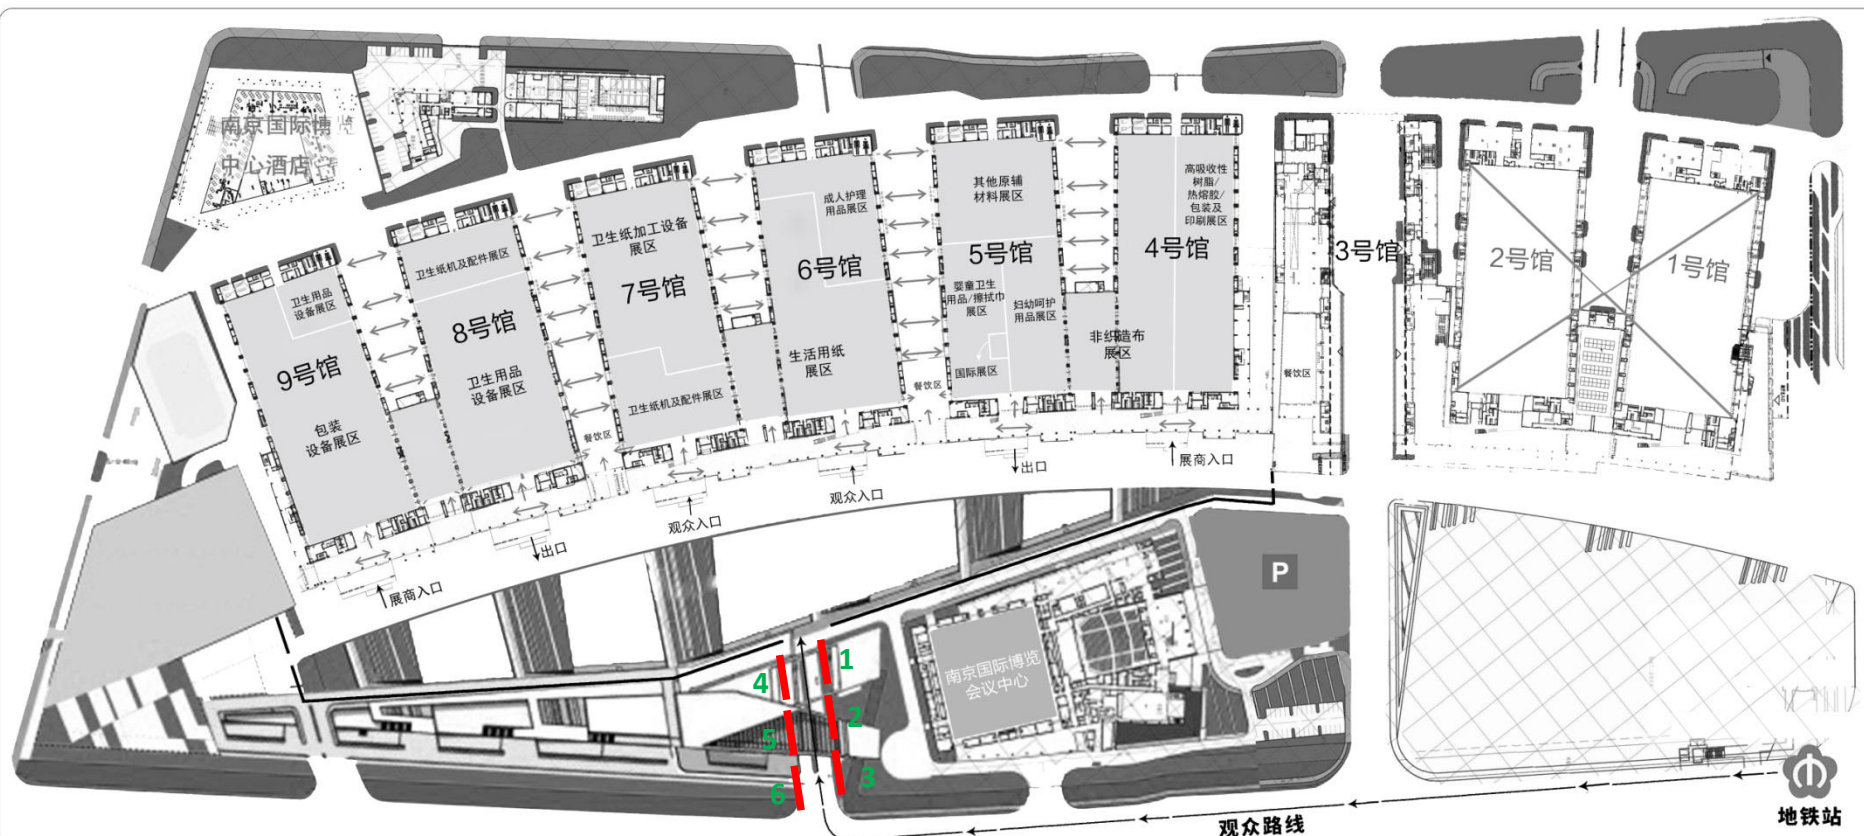 南京国际博览
中心酒店
卫生用品
设备展区
9号馆
包装
设备展区
卫生纸机及配件展区
8号馆
卫生用品
设备展区
卫生纸加工设备
展区
7号馆
卫生纸机及配件展区
餐饮区
成人护理
用品展区
6号馆
生活用纸
展区
餐饮区
其他原辅
材料展区
5号馆
婴童卫生
用品/擦拭巾
展区
妇幼呵护
用品展区
国际展区
高吸收性
树脂/
热熔胶/
包装及
印刷展区
4号馆
非织造布
展区
3号馆
餐饮区
2号馆
1号馆
展商入口
出口
观众入口
观众入口
出口
展商入口
P
南京国际博览
会议中心
1
2
3
4
5
6
观众路线
地铁站